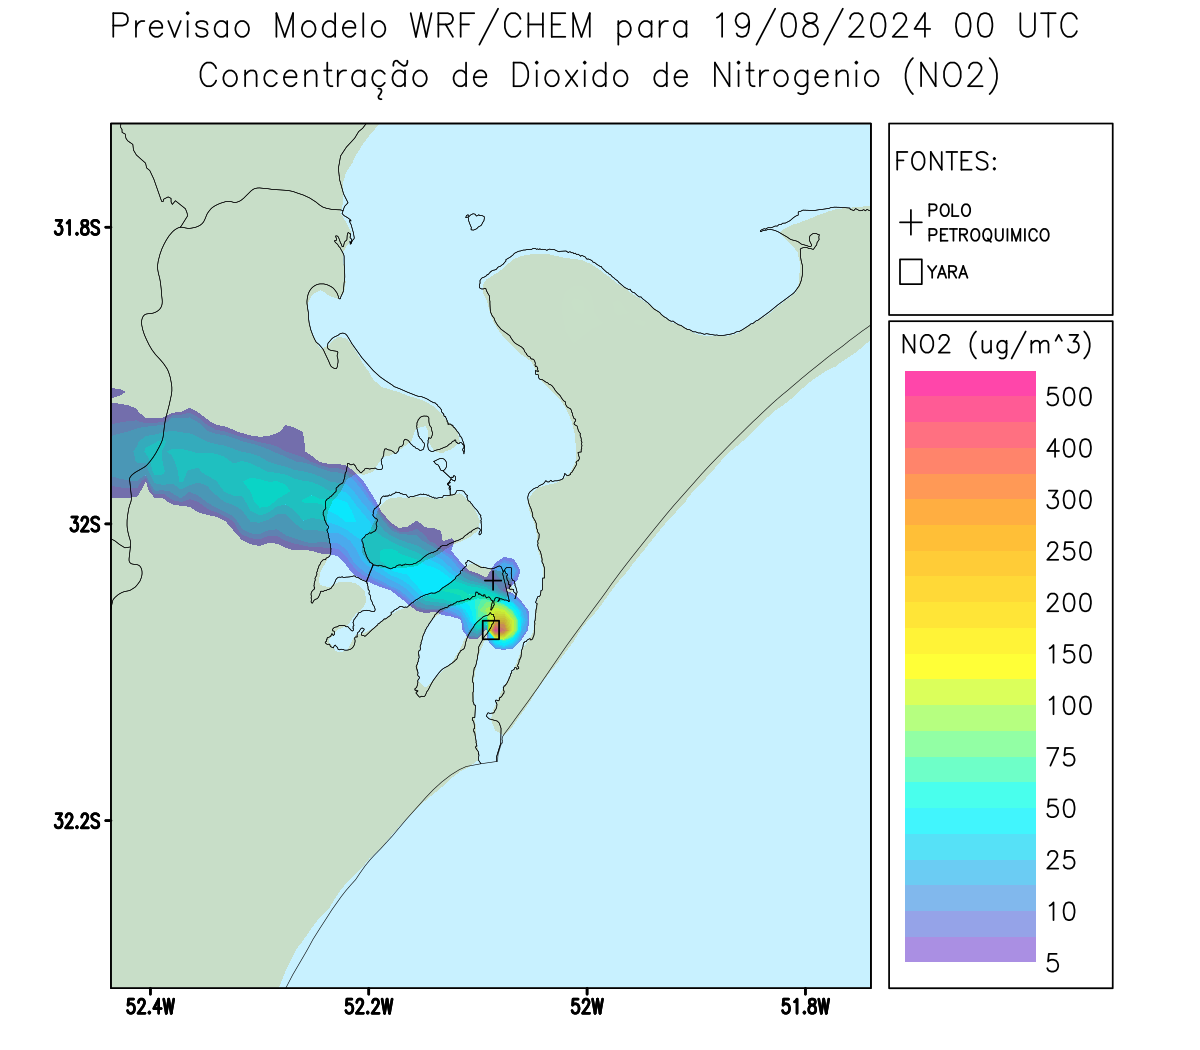 Previsao Modelo WRF/CHEM para 19/08/2024 00 UTC
Concentração de Dioxido de Nitrogenio (NO2)
FONTES:
POLO
PETROQUIMICO
YARA
NO2 (ug/m^3)
500
400
300
250
200
150
100
75
50
25
10
5
31.8S
32S
32.2S
52.4W
52.2W
52W
51.8W